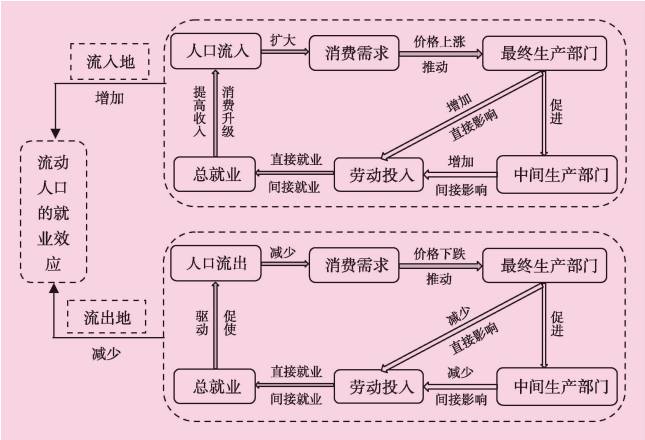 流入地
增加
流动
人口
的就
业效
应
流出地
减少
人口流入
扩大
消费需求
价格上涨
推动
最终生产部门
提高收入
消费升级
增加
直接影响
促进
总就业
直接就业
间接就业
劳动投入
增加
间接影响
中间生产部门
人口流出
减少
消费需求
价格下跌
推动
最终生产部门
驱动
促使
减少
直接影响
促进
总就业
直接就业
间接就业
劳动投入
减少
间接影响
中间生产部门